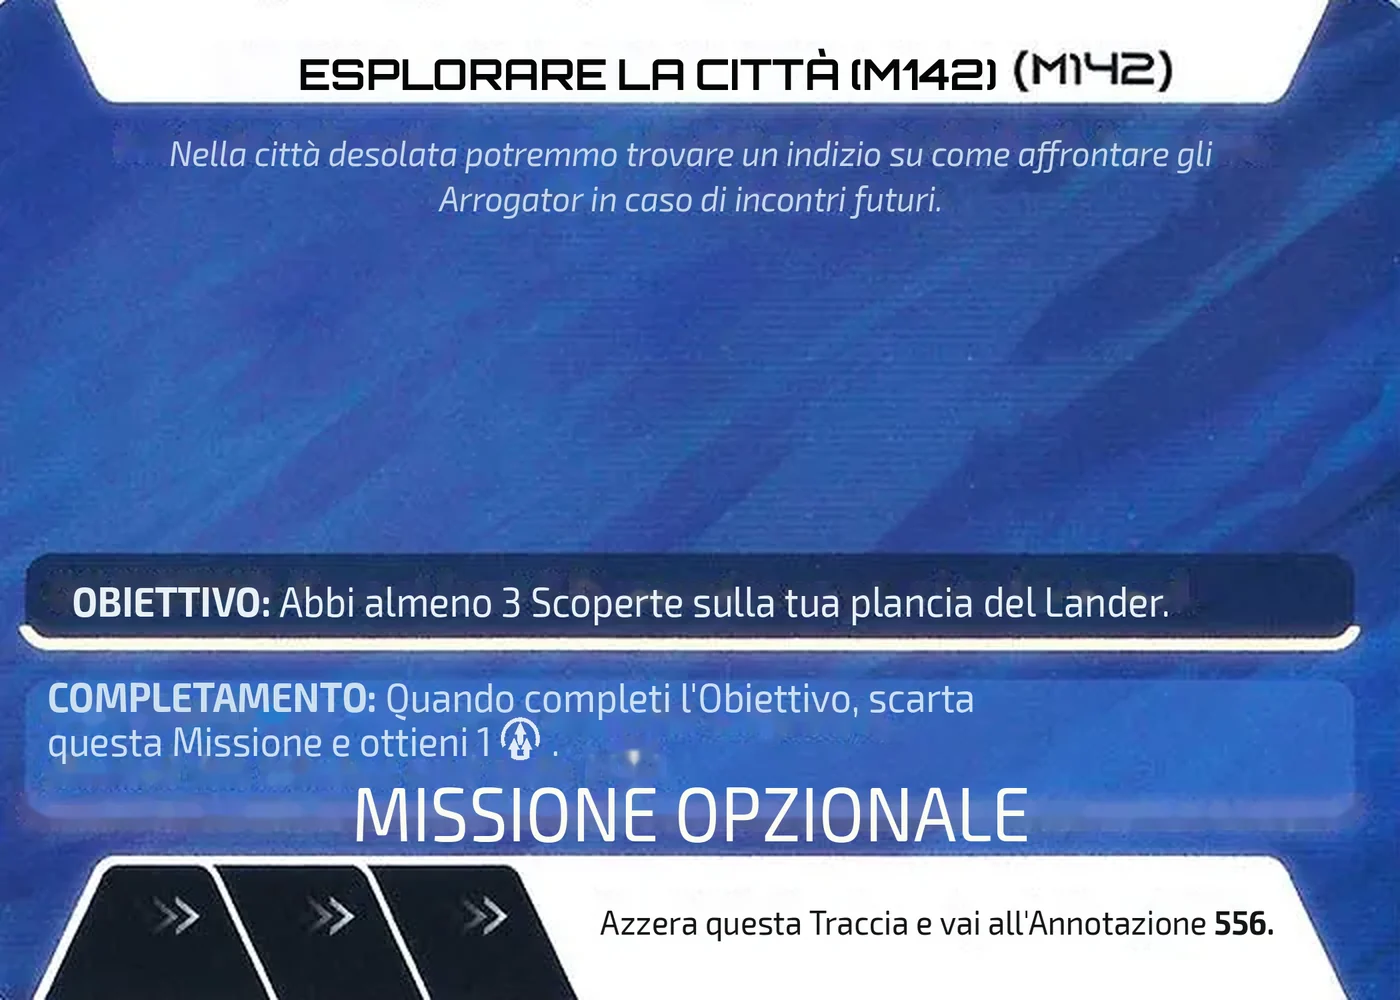 ESPLORARE LA CITTÀ (M142) (M142)
Nella città desolata potremmo trovare un indizio su come affrontare gli
Arrogator in caso di incontri futuri.
OBIETTIVO: Abbi almeno 3 Scoperte sulla tua plancia del Lander.
COMPLETAMENTO: Quando completi l'Obiettivo, scarta
questa Missione e ottieni 1 .
MISSIONE OPZIONALE
Azzera questa Traccia e vai all'Annotazione 556.